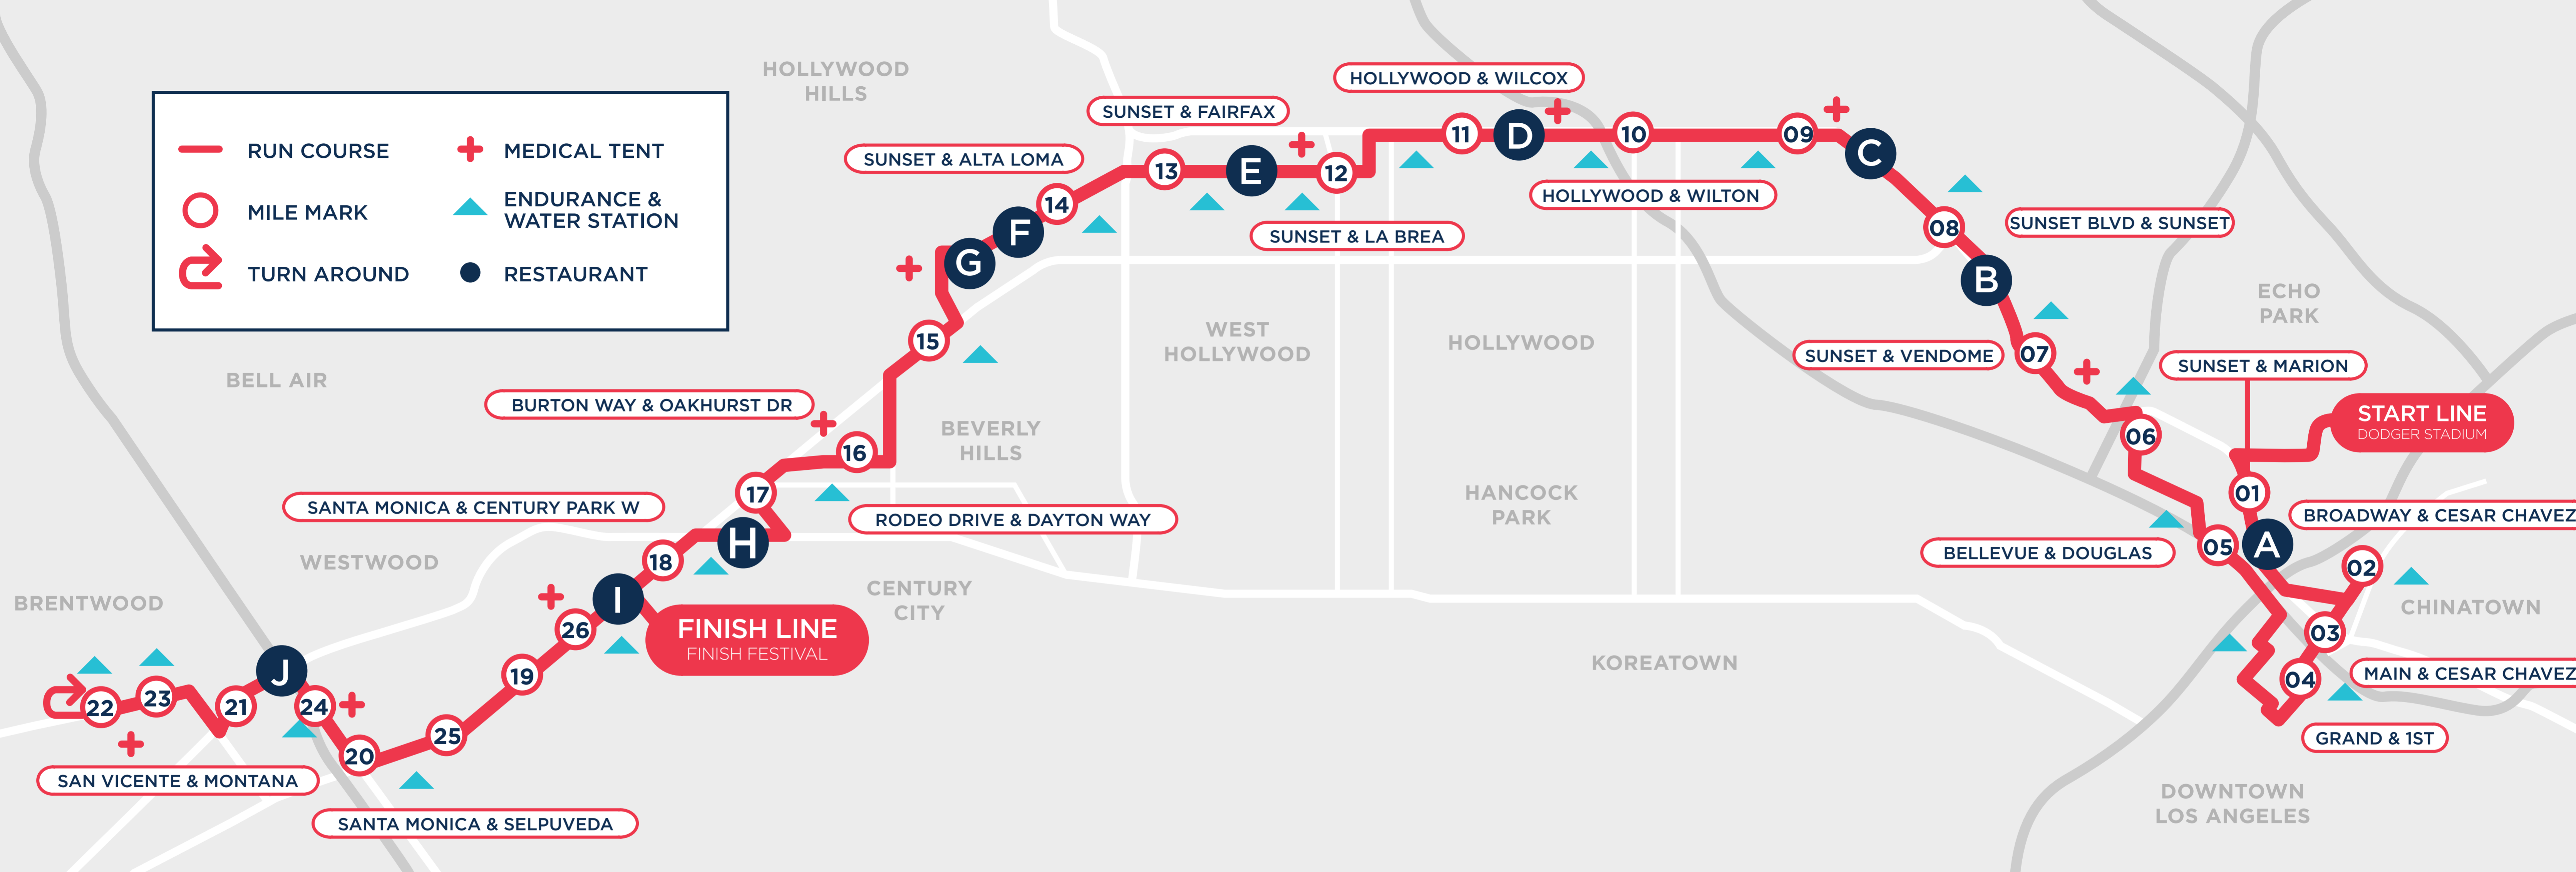 RUN COURSE
MILE MARK
TURN AROUND
MEDICAL TENT
ENDURANCE &
WATER STATION
RESTAURANT
HOLLYWOOD
HILLS
BELL AIR
WESTWOOD
BRENTWOOD
BEVERLY
HILLS
CENTURY
CITY
WEST
HOLLYWOOD
HOLLYWOOD
HANCOCK
PARK
KOREATOWN
ECHO
PARK
CHINATOWN
DOWNTOWN
LOS ANGELES
START LINE
DODGER STADIUM
SUNSET & MARION
01
A
BROADWAY & CESAR CHAVEZ
02
03
MAIN & CESAR CHAVEZ
04
GRAND & 1ST
05
BELLEVUE & DOUGLAS
06
07
SUNSET & VENDOME
B
08
SUNSET BLVD & SUNSET
C
09
10
HOLLYWOOD & WILTON
D
HOLLYWOOD & WILCOX
11
12
SUNSET & LA BREA
E
13
SUNSET & FAIRFAX
14
SUNSET & ALTA LOMA
F
G
15
16
BURTON WAY & OAKHURST DR
17
RODEO DRIVE & DAYTON WAY
H
SANTA MONICA & CENTURY PARK W
18
I
FINISH LINE
FINISH FESTIVAL
26
19
25
20
SANTA MONICA & SELPUVEDA
24
J
21
23
22
SAN VICENTE & MONTANA